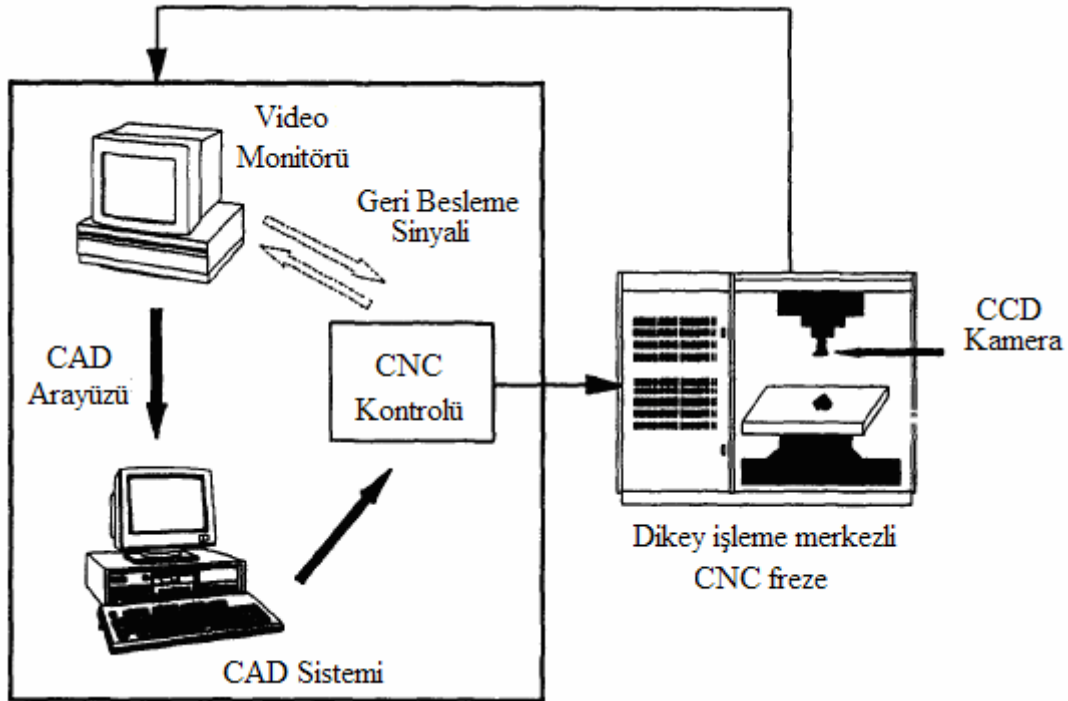 Video
Monitörü
Geri Besleme
Sinyali
CAD
Arayüzü
CNC
Kontrolü
CCD
Kamera
Dikey işleme merkezli
CNC freze
CAD Sistemi